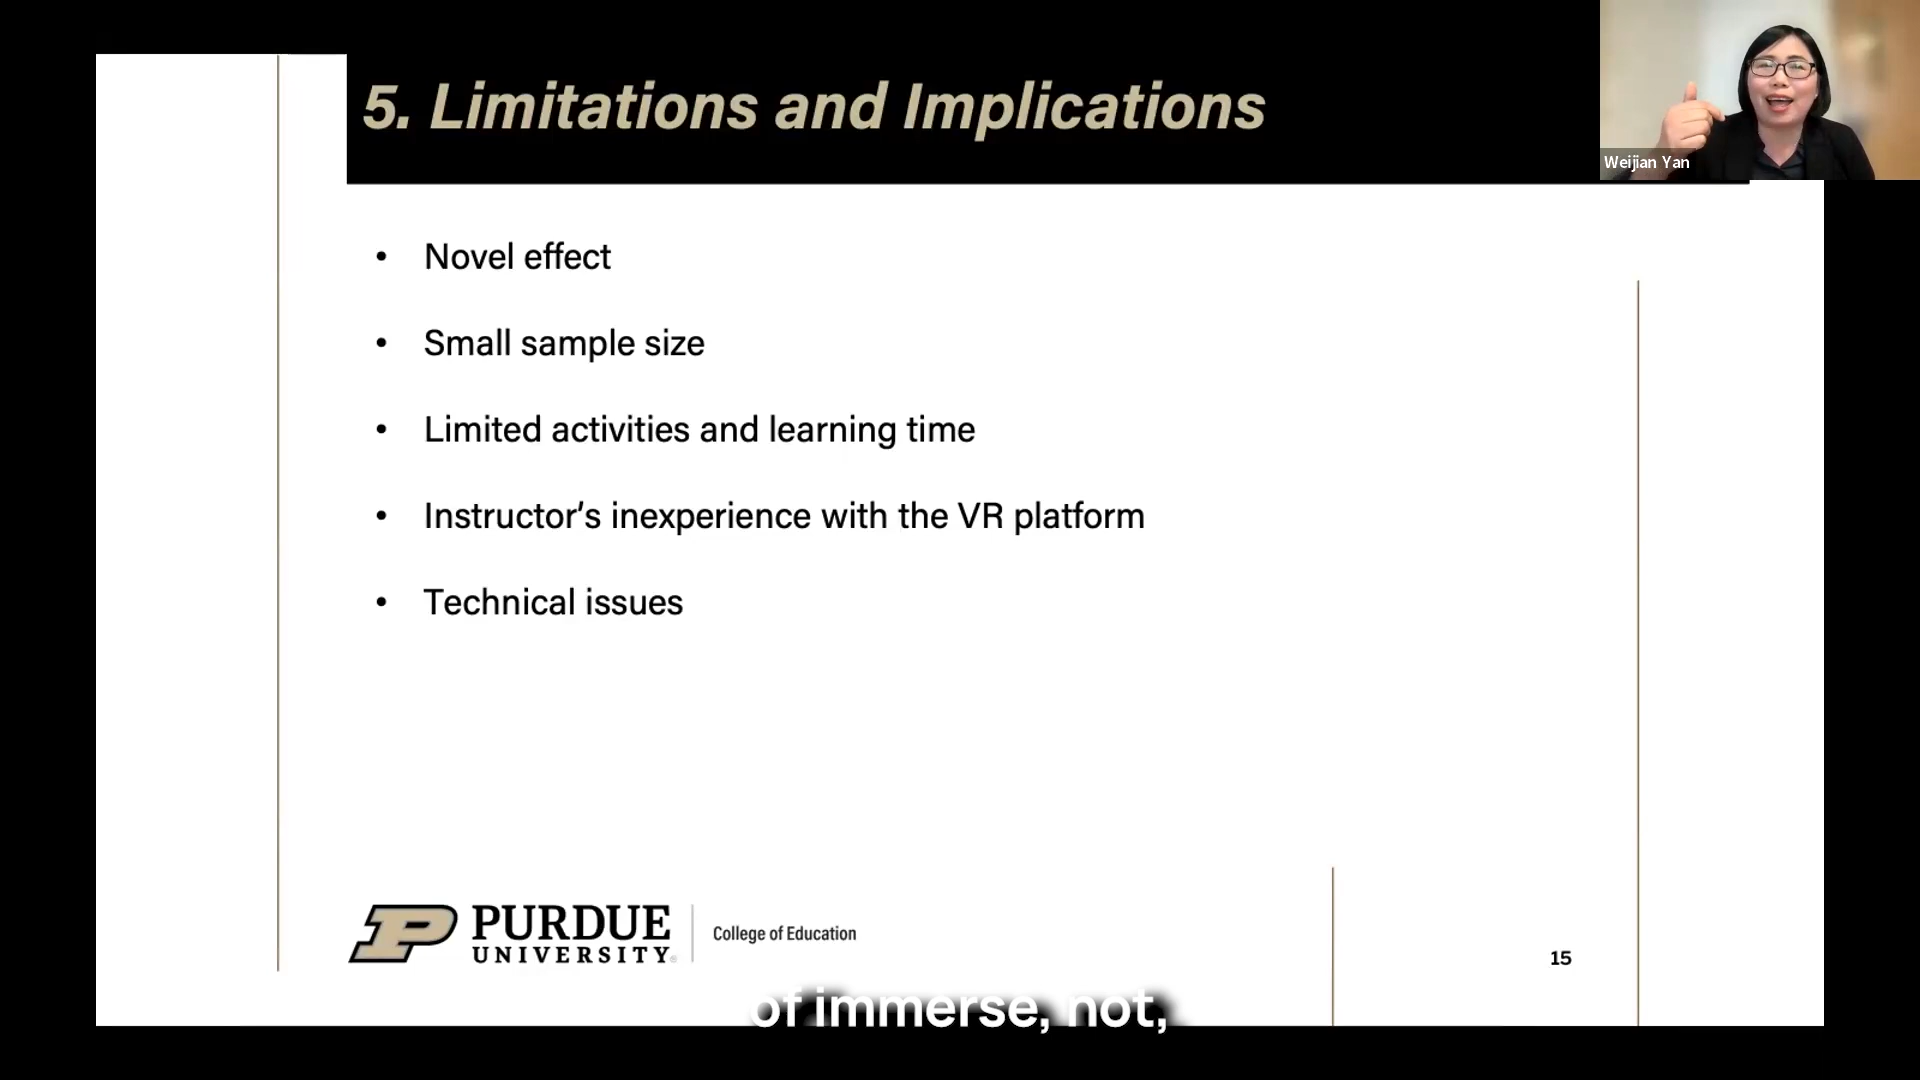 5. Limitations and Implications
Weijian Yan
• Novel effect
• Small sample size
• Limited activities and learning time
• Instructor’s inexperience with the VR platform
• Technical issues
PURDUE
UNIVERSITY®
College of Education
15
of immerse, not,